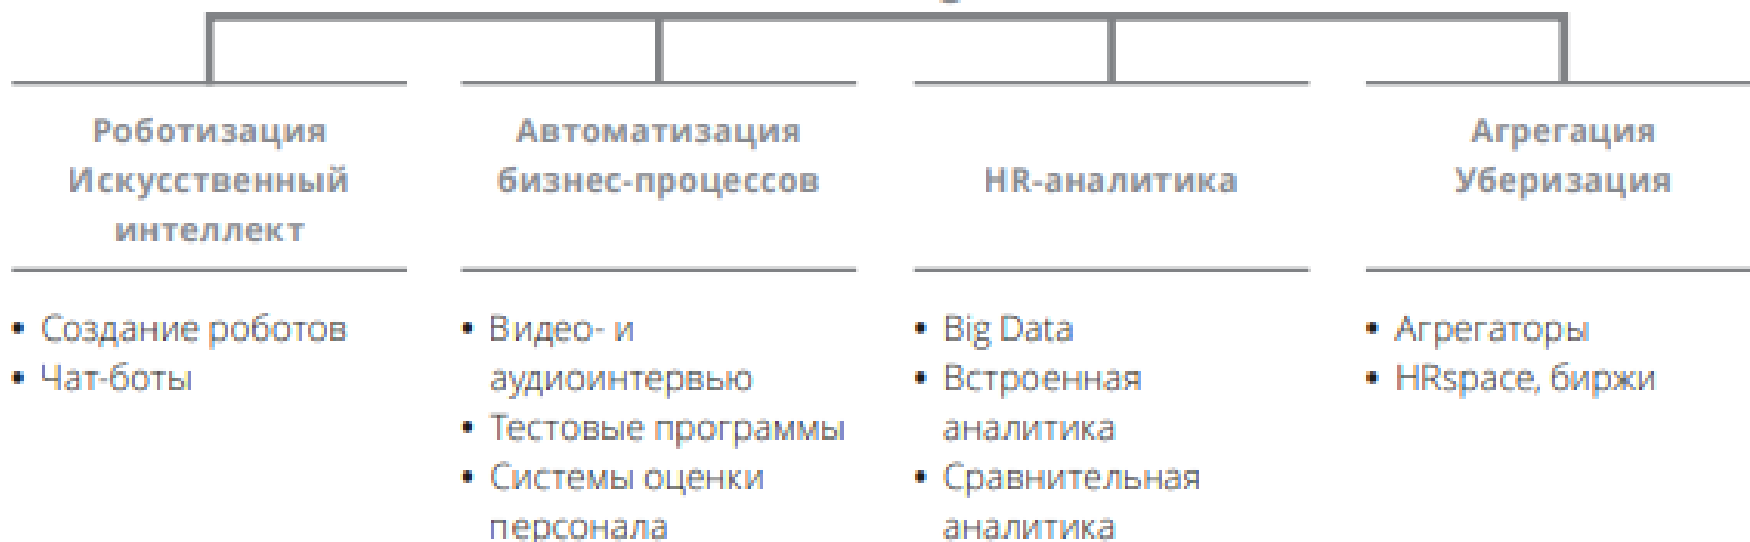 Роботизация
Искусственный
интеллект
• Создание роботов
• Чат-боты
Автоматизация
бизнес-процессов
• Видео- и
аудиоинтервью
• Тестовые программы
• Системы оценки
персонала
HR-аналитика
• Big Data
• Встроенная
аналитика
• Сравнительная
аналитика
Агрегация
Уберизация
• Агрегаторы
• HRspace, биржи